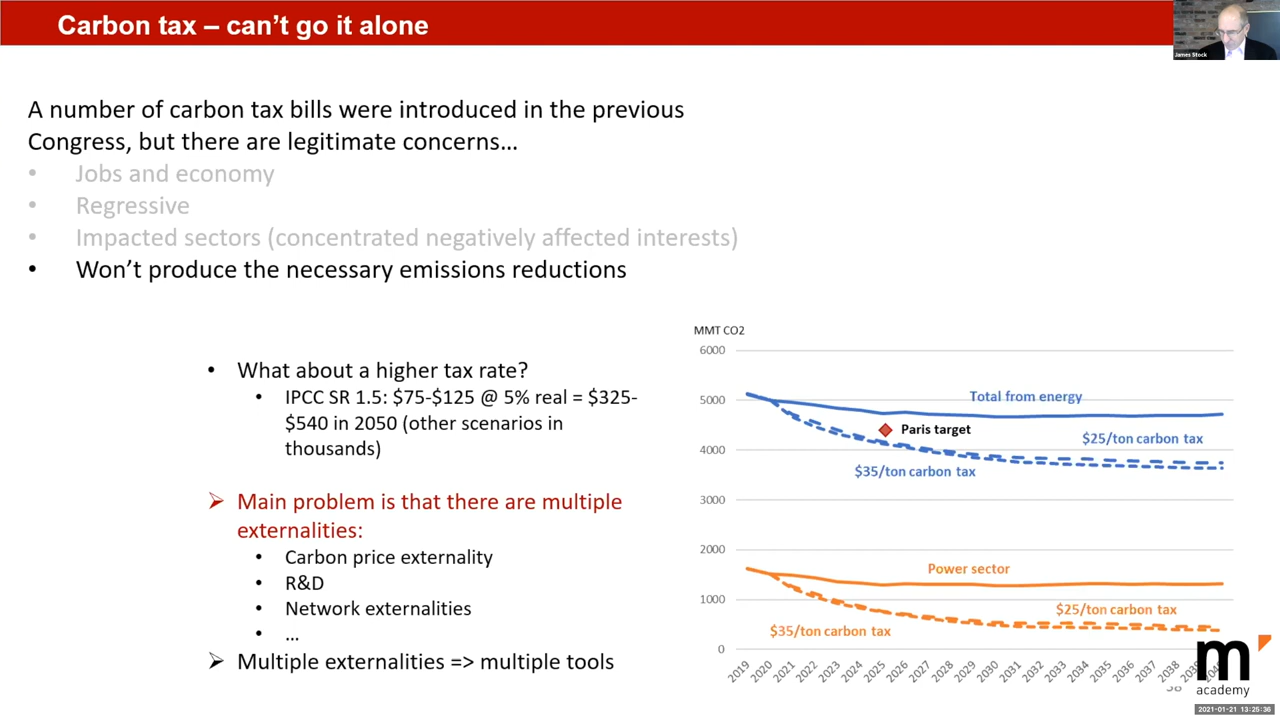 Carbon tax – can’t go it alone
James Stock
A number of carbon tax bills were introduced in the previous
Congress, but there are legitimate concerns…
• Jobs and economy
• Regressive
• Impacted sectors (concentrated negatively affected interests)
• Won’t produce the necessary emissions reductions
• What about a higher tax rate?
• IPCC SR 1.5: $75-$125 @ 5% real = $325-
$540 in 2050 (other scenarios in
thousands)
➢ Main problem is that there are multiple
externalities:
• Carbon price externality
• R&D
• Network externalities
• …
➢ Multiple externalities => multiple tools
MMT CO2
6000
Total from energy
5000
Paris target
$25/ton carbon tax
4000
$35/ton carbon tax
3000
2000
Power sector
1000
$25/ton carbon tax
$35/ton carbon tax
0
2019 2020 2021 2022 2023 2024 2025 2026 2027 2028 2029 2030 2031 2032 2033 2034 2035 2036 2037 2038
m
academy
2021-01-21 13:25:36